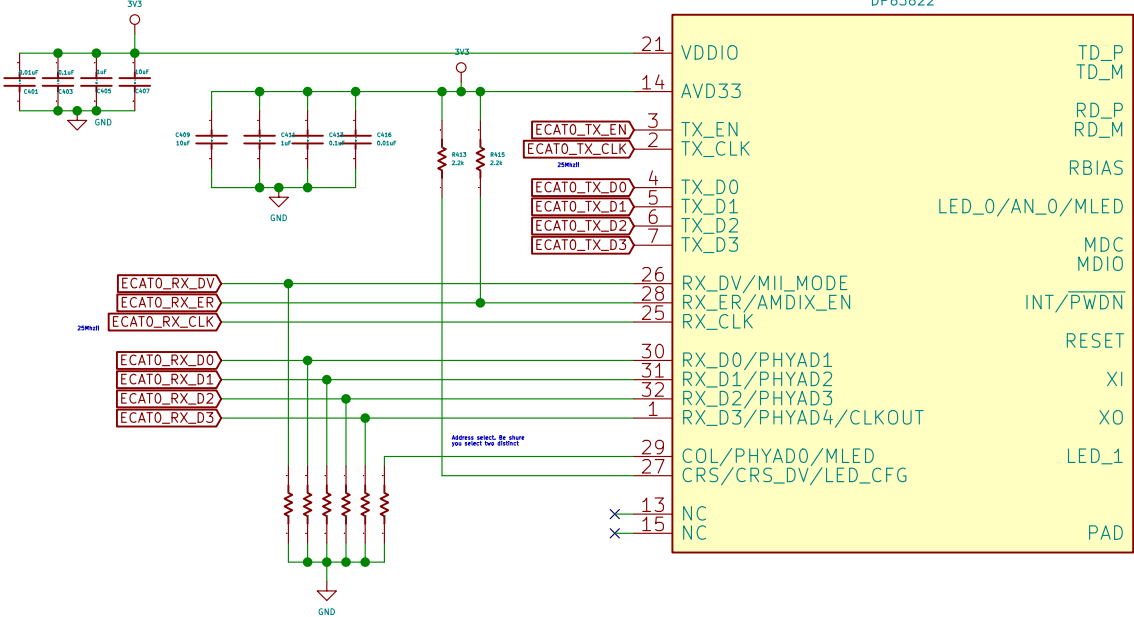 DP83822
3V3
0.01uF
0.1uF
1uF
10uF
C401
C403
C405
C407
GND
3V3
C409
10uF
1uF
0.1uF
C416
0.01uF
R413
2.2k
R415
2.2k
GND
ECAT0_TX_EN
ECAT0_TX_CLK
25MhzII
ECAT0_TX_D0
ECAT0_TX_D1
ECAT0_TX_D2
ECAT0_TX_D3
ECAT0_RX_DV
ECAT0_RX_ER
ECAT0_RX_CLK
25MhzII
ECAT0_RX_D0
ECAT0_RX_D1
ECAT0_RX_D2
ECAT0_RX_D3
Address select. Be shure
you select two distinct
GND
21 VDDIO
14 AVD33
3 TX_EN
2 TX_CLK
4 TX_D0
5 TX_D1
6 TX_D2
7 TX_D3
26 RX_DV/MII_MODE
28 RX_ER/AMDIX_EN
25 RX_CLK
30 RX_D0/PHYAD1
31 RX_D1/PHYAD2
32 RX_D2/PHYAD3
1 RX_D3/PHYAD4/CLKOUT
29 COL/PHYAD0/MLED
27 CRS/CRS_DV/LED_CFG
13 NC
15 NC
TD_P
TD_M
RD_P
RD_M
RBIAS
LED_0/AN_0/MLED
MDC
MDIO
INT/PWDN
RESET
XI
XO
LED_1
PAD